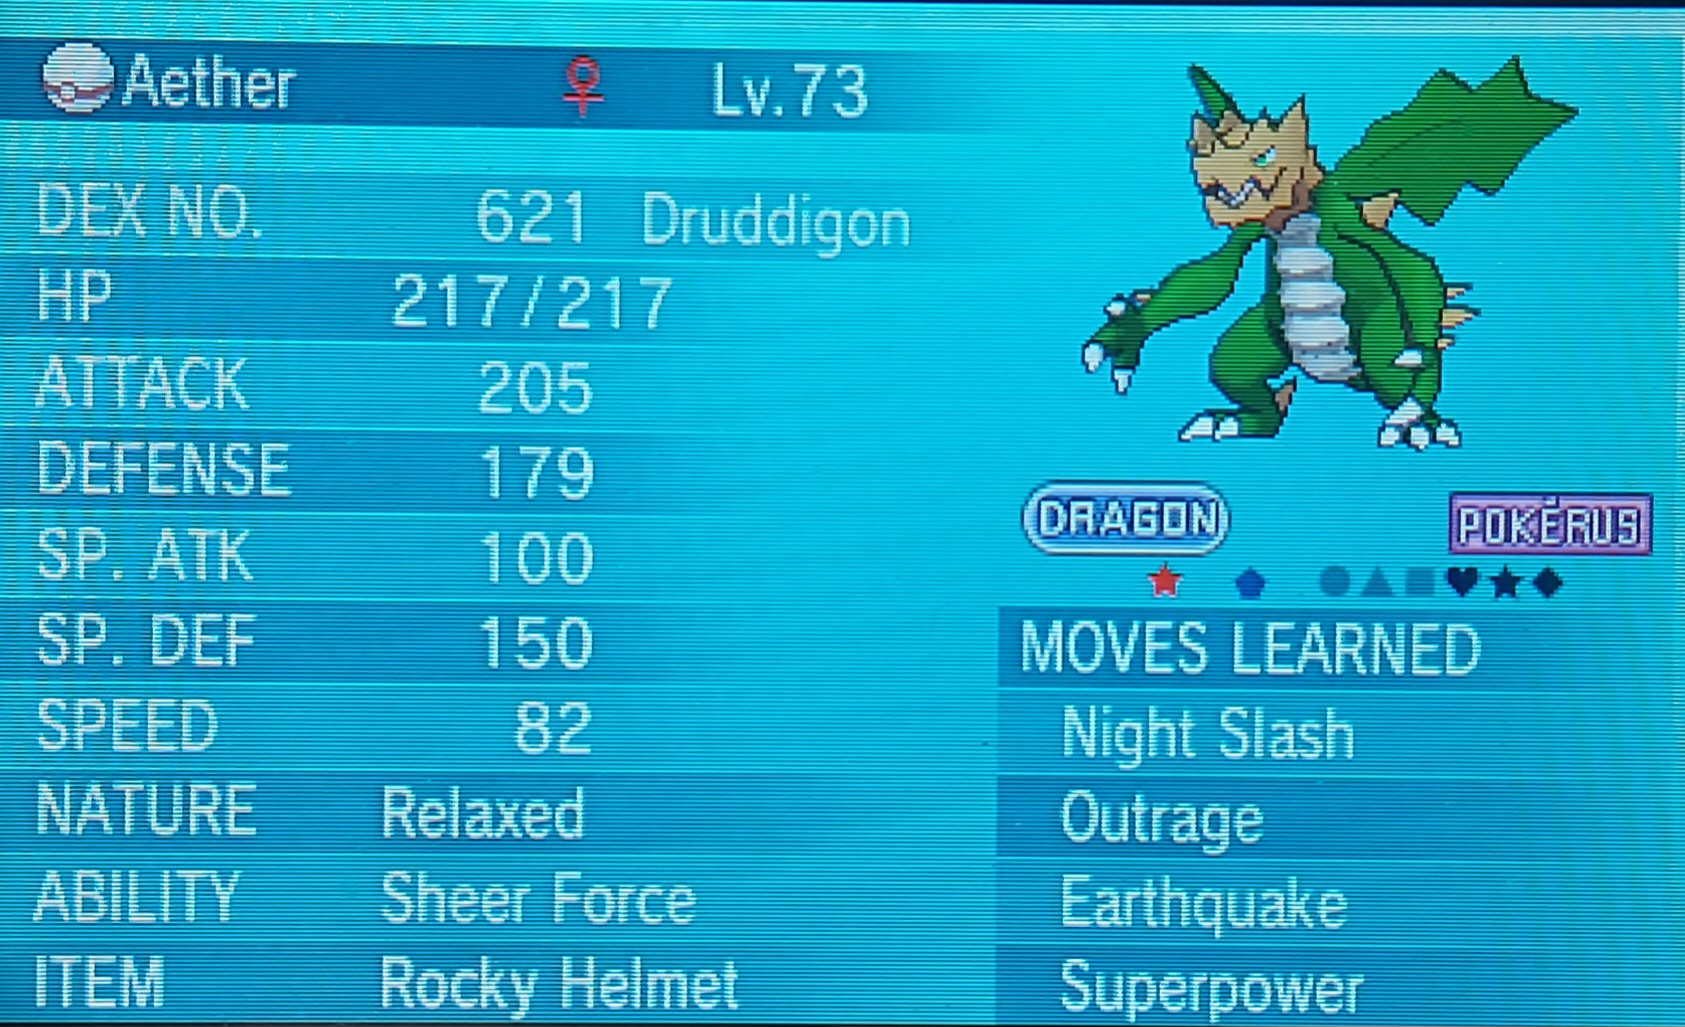 Aether ♀ Lv.73
DEX NO. 621 Druddigon
HP 217/217
ATTACK 205
DEFENSE 179
SP. ATK 100
SP. DEF 150
SPEED 82
NATURE Relaxed
ABILITY Sheer Force
ITEM Rocky Helmet
DRAGON
POKÉRUS
MOVES LEARNED
Night Slash
Outrage
Earthquake
Superpower